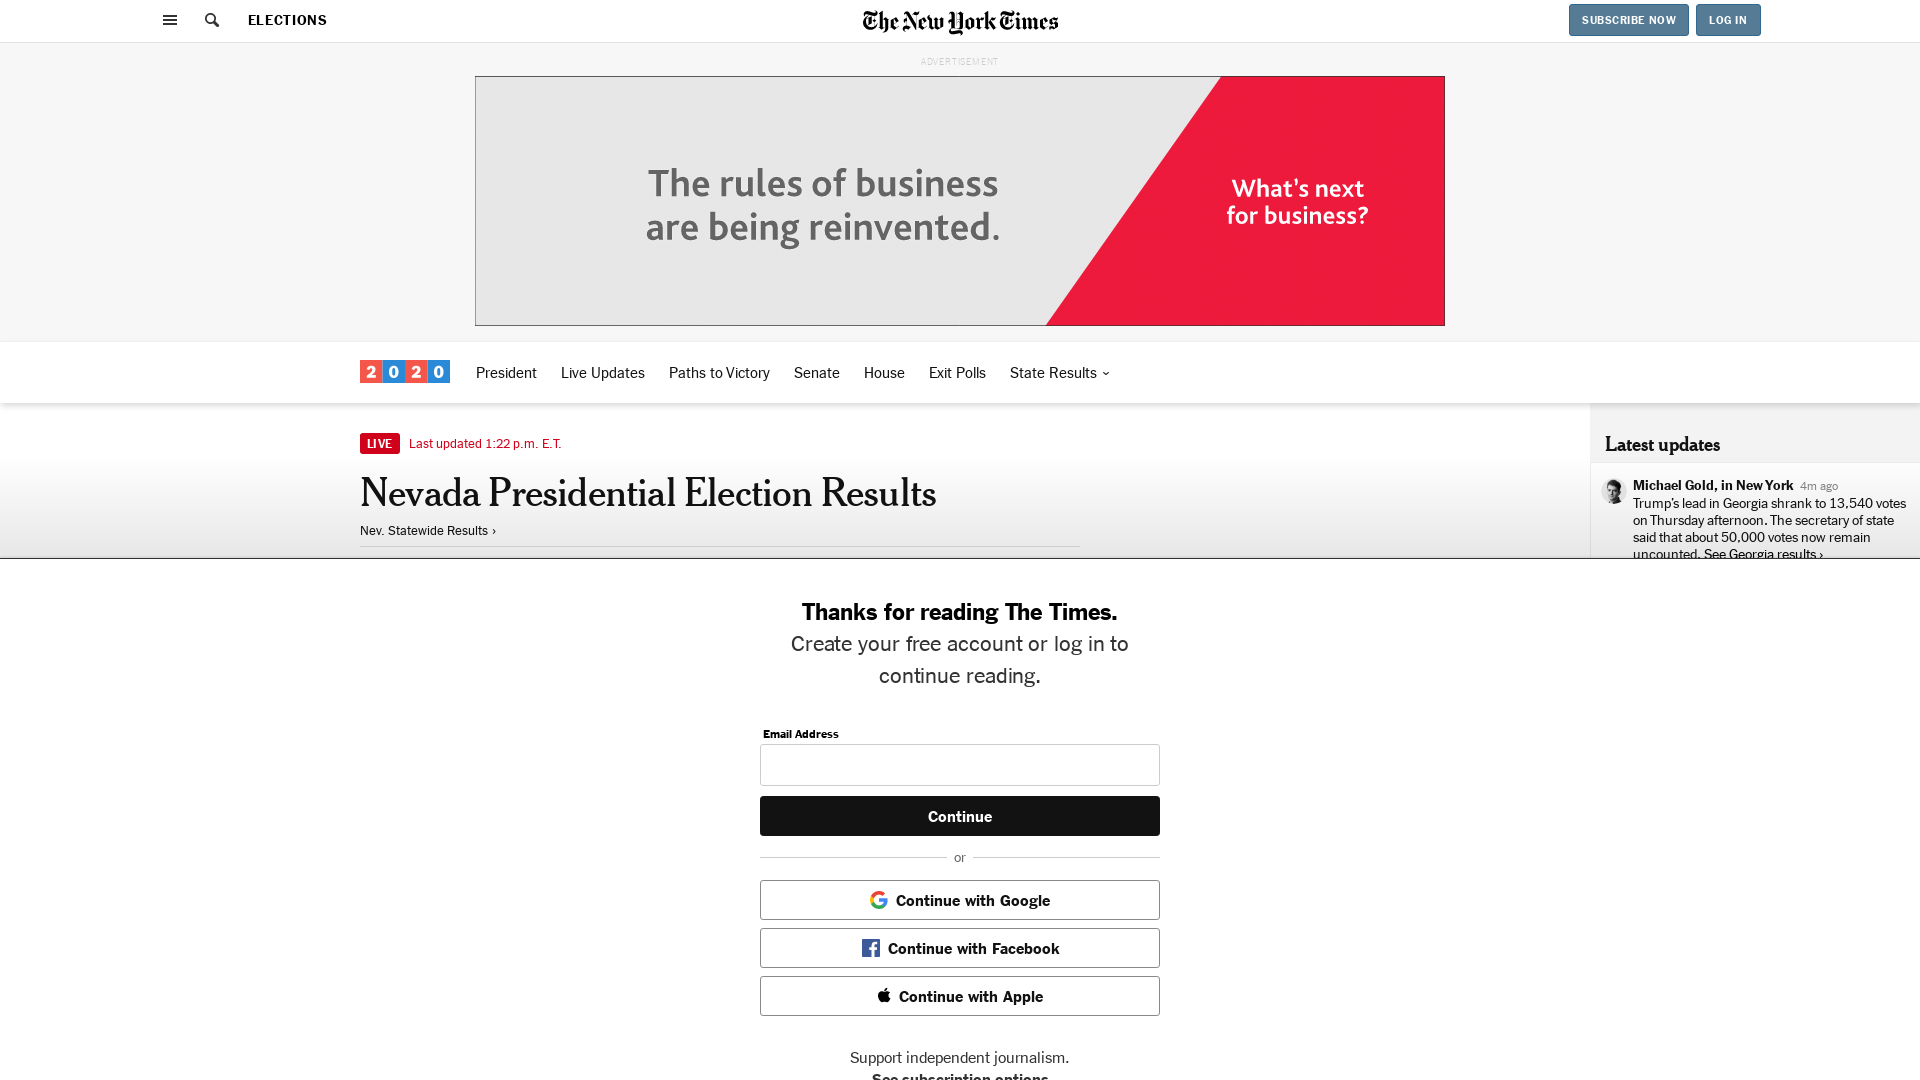 ELECTIONS
The New York Times
SUBSCRIBE NOW
LOG IN
ADVERTISEMENT
The rules of business
are being reinvented.
What's next
for business?
2020
President
Live Updates
Paths to Victory
Senate
House
Exit Polls
State Results
LIVE
Last updated 1:22 p.m. E.T.
Nevada Presidential Election Results
Nev. Statewide Results ›
Latest updates
Michael Gold, in New York 4m ago
Trump's lead in Georgia shrank to 13,540 votes
on Thursday afternoon. The secretary of state
said that about 50,000 votes now remain
uncounted. See Georgia results ›
Thanks for reading The Times.
Create your free account or log in to
continue reading.
Email Address
Continue
or
Continue with Google
Continue with Facebook
Continue with Apple
Support independent journalism.
See subscription options